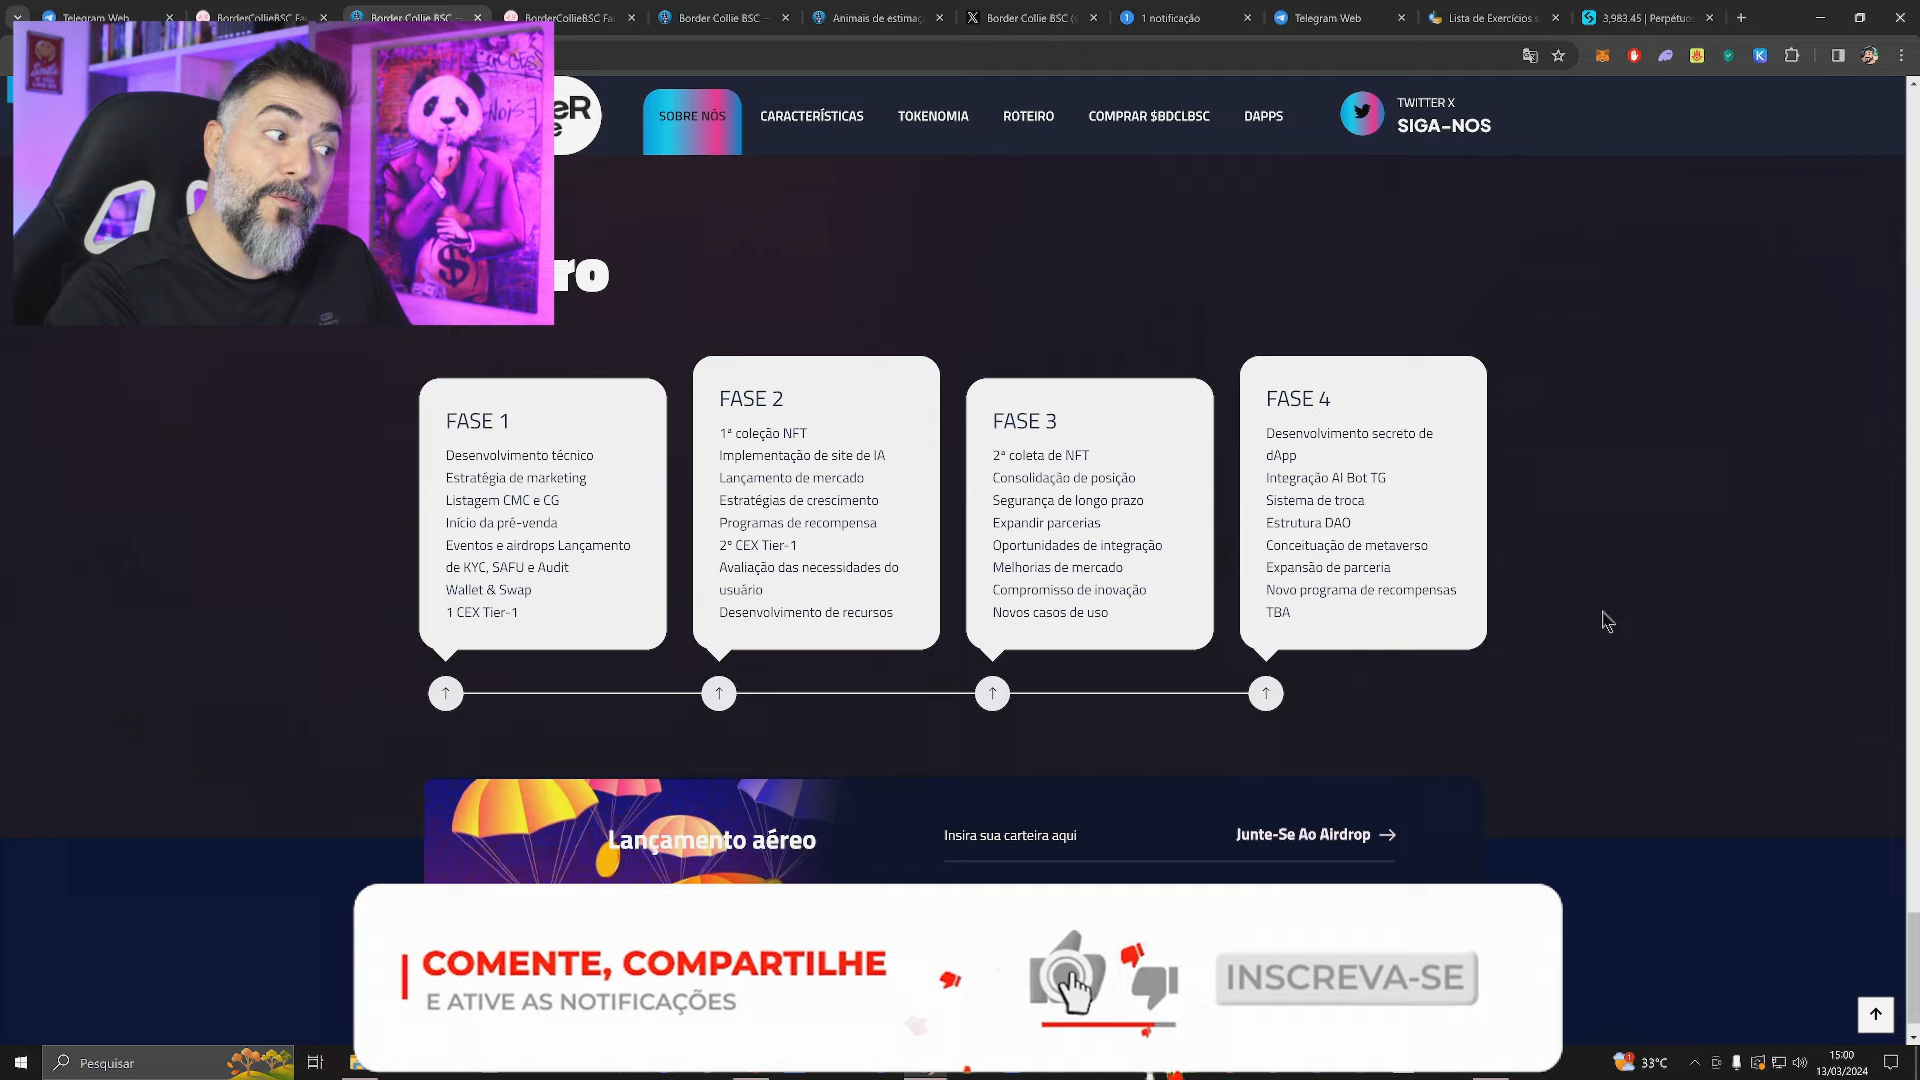 Telegram Web
BorderCollieBSC Fa
Border Collie BSC –
BorderCollieBSC Fa
Border Collie BSC –
Animais de estimaç
Border Collie BSC (@
1 notificação
Telegram Web
Lista de Exercícios s
3,983.45 | Perpétuo
SOBRE NÓS
CARACTERÍSTICAS
TOKENOMIA
ROTEIRO
COMPRAR $BDCLBSC
DAPPS
TWITTER X
SIGA-NOS
ro
FASE 1
Desenvolvimento técnico
Estratégia de marketing
Listagem CMC e CG
Início da pré-venda
Eventos e airdrops Lançamento
de KYC, SAFU e Audit
Wallet & Swap
1 CEX Tier-1
FASE 2
1ª coleção NFT
Implementação de site de IA
Lançamento de mercado
Estratégias de crescimento
Programas de recompensa
2º CEX Tier-1
Avaliação das necessidades do
usuário
Desenvolvimento de recursos
FASE 3
2ª coleta de NFT
Consolidação de posição
Segurança de longo prazo
Expandir parcerias
Oportunidades de integração
Melhorias de mercado
Compromisso de inovação
Novos casos de uso
FASE 4
Desenvolvimento secreto de
dApp
Integração AI Bot TG
Sistema de troca
Estrutura DAO
Conceituação de metaverso
Expansão de parceria
Novo programa de recompensas
TBA
Lançamento aéreo
Insira sua carteira aqui
Junte-Se Ao Airdrop →
COMENTE, COMPARTILHE
E ATIVE AS NOTIFICAÇÕES
INSCREVA-SE
Pesquisar
33°C
15:00
13/03/2024